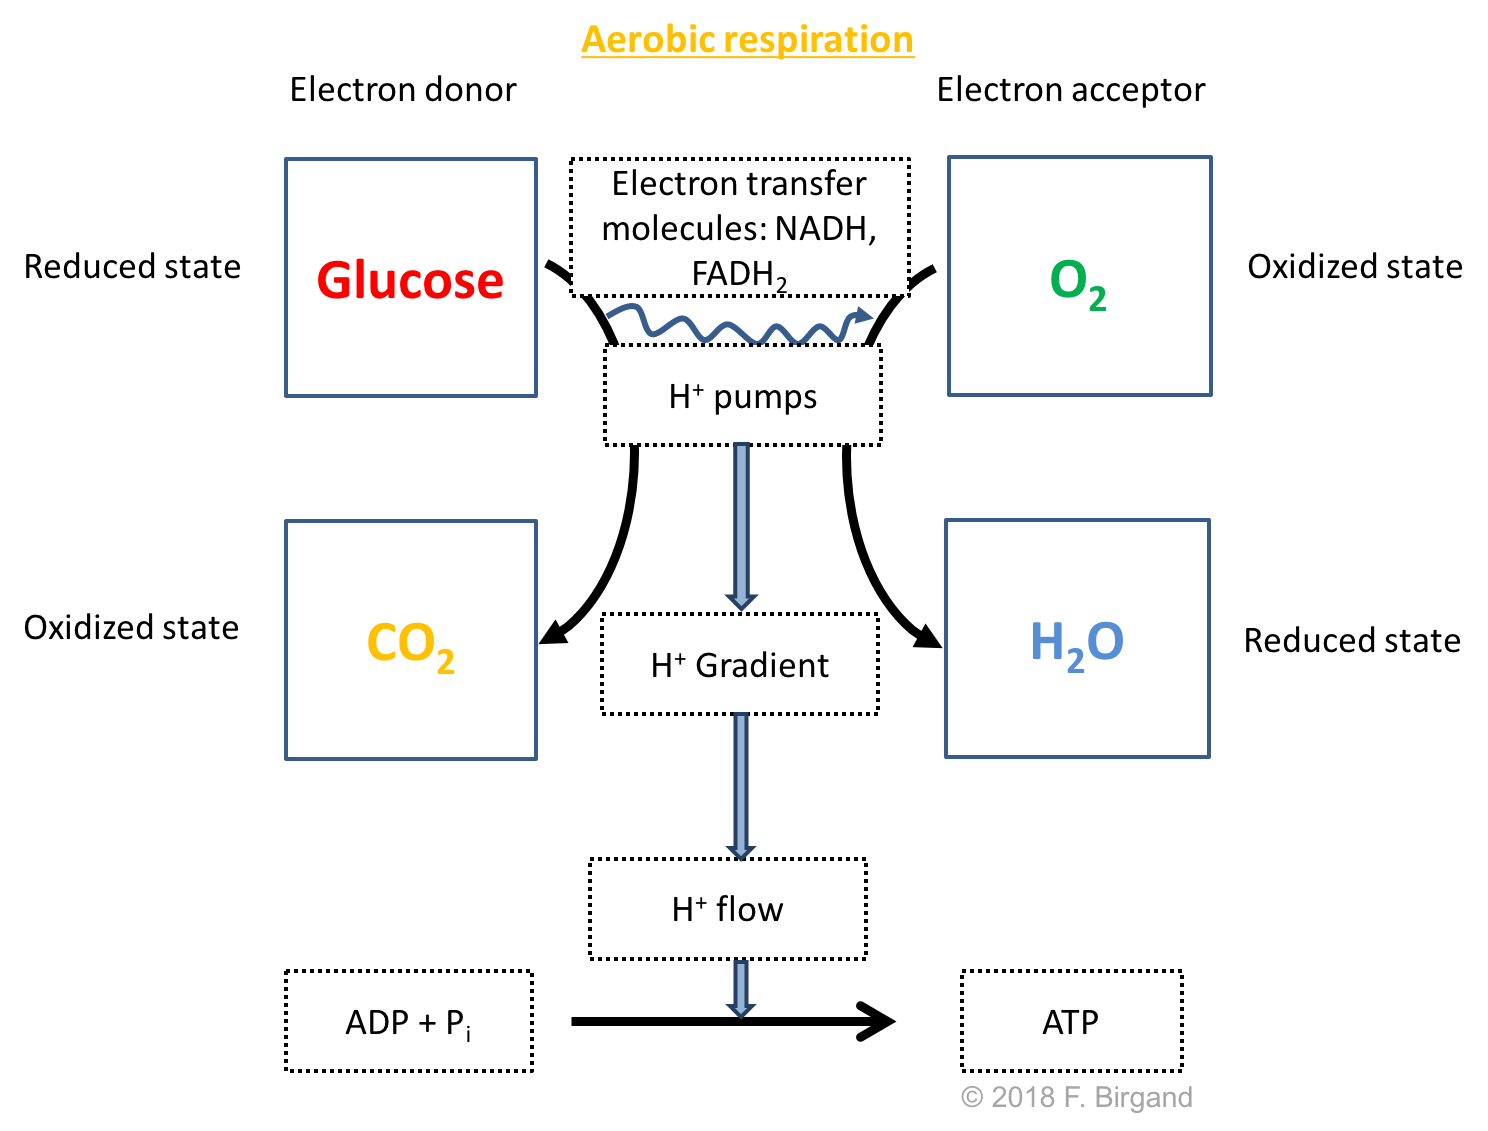 Aerobic respiration
Electron donor
Electron acceptor
Reduced state
Glucose
Electron transfer
molecules: NADH,
FADH₂
O₂
Oxidized state
H⁺ pumps
Oxidized state
CO₂
H⁺ Gradient
H₂O
Reduced state
H⁺ flow
ADP + Pᵢ
ATP
© 2018 F. Birgand